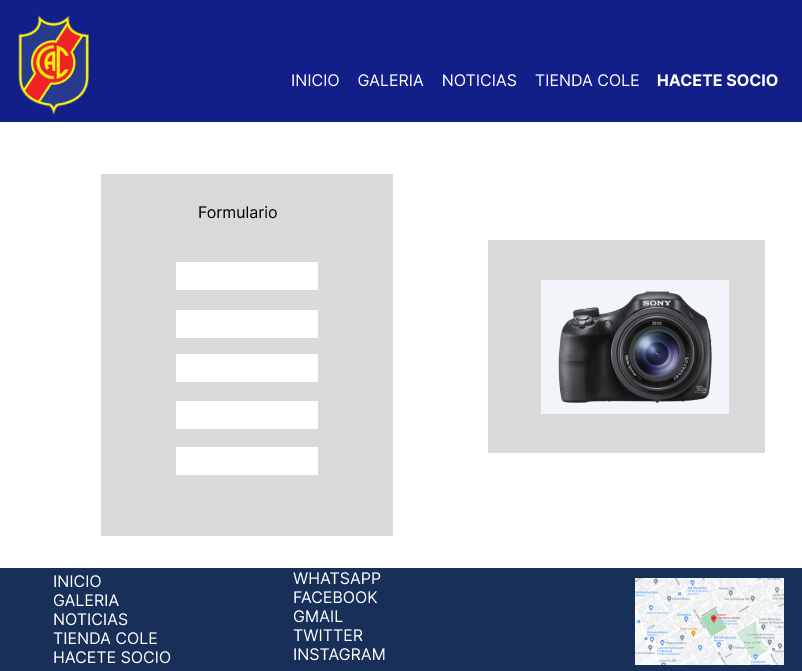 CAC
INICIO GALERIA NOTICIAS TIENDA COLE HACETE SOCIO
Formulario
SONY
INICIO
GALERIA
NOTICIAS
TIENDA COLE
HACETE SOCIO
WHATSAPP
FACEBOOK
GMAIL
TWITTER
INSTAGRAM